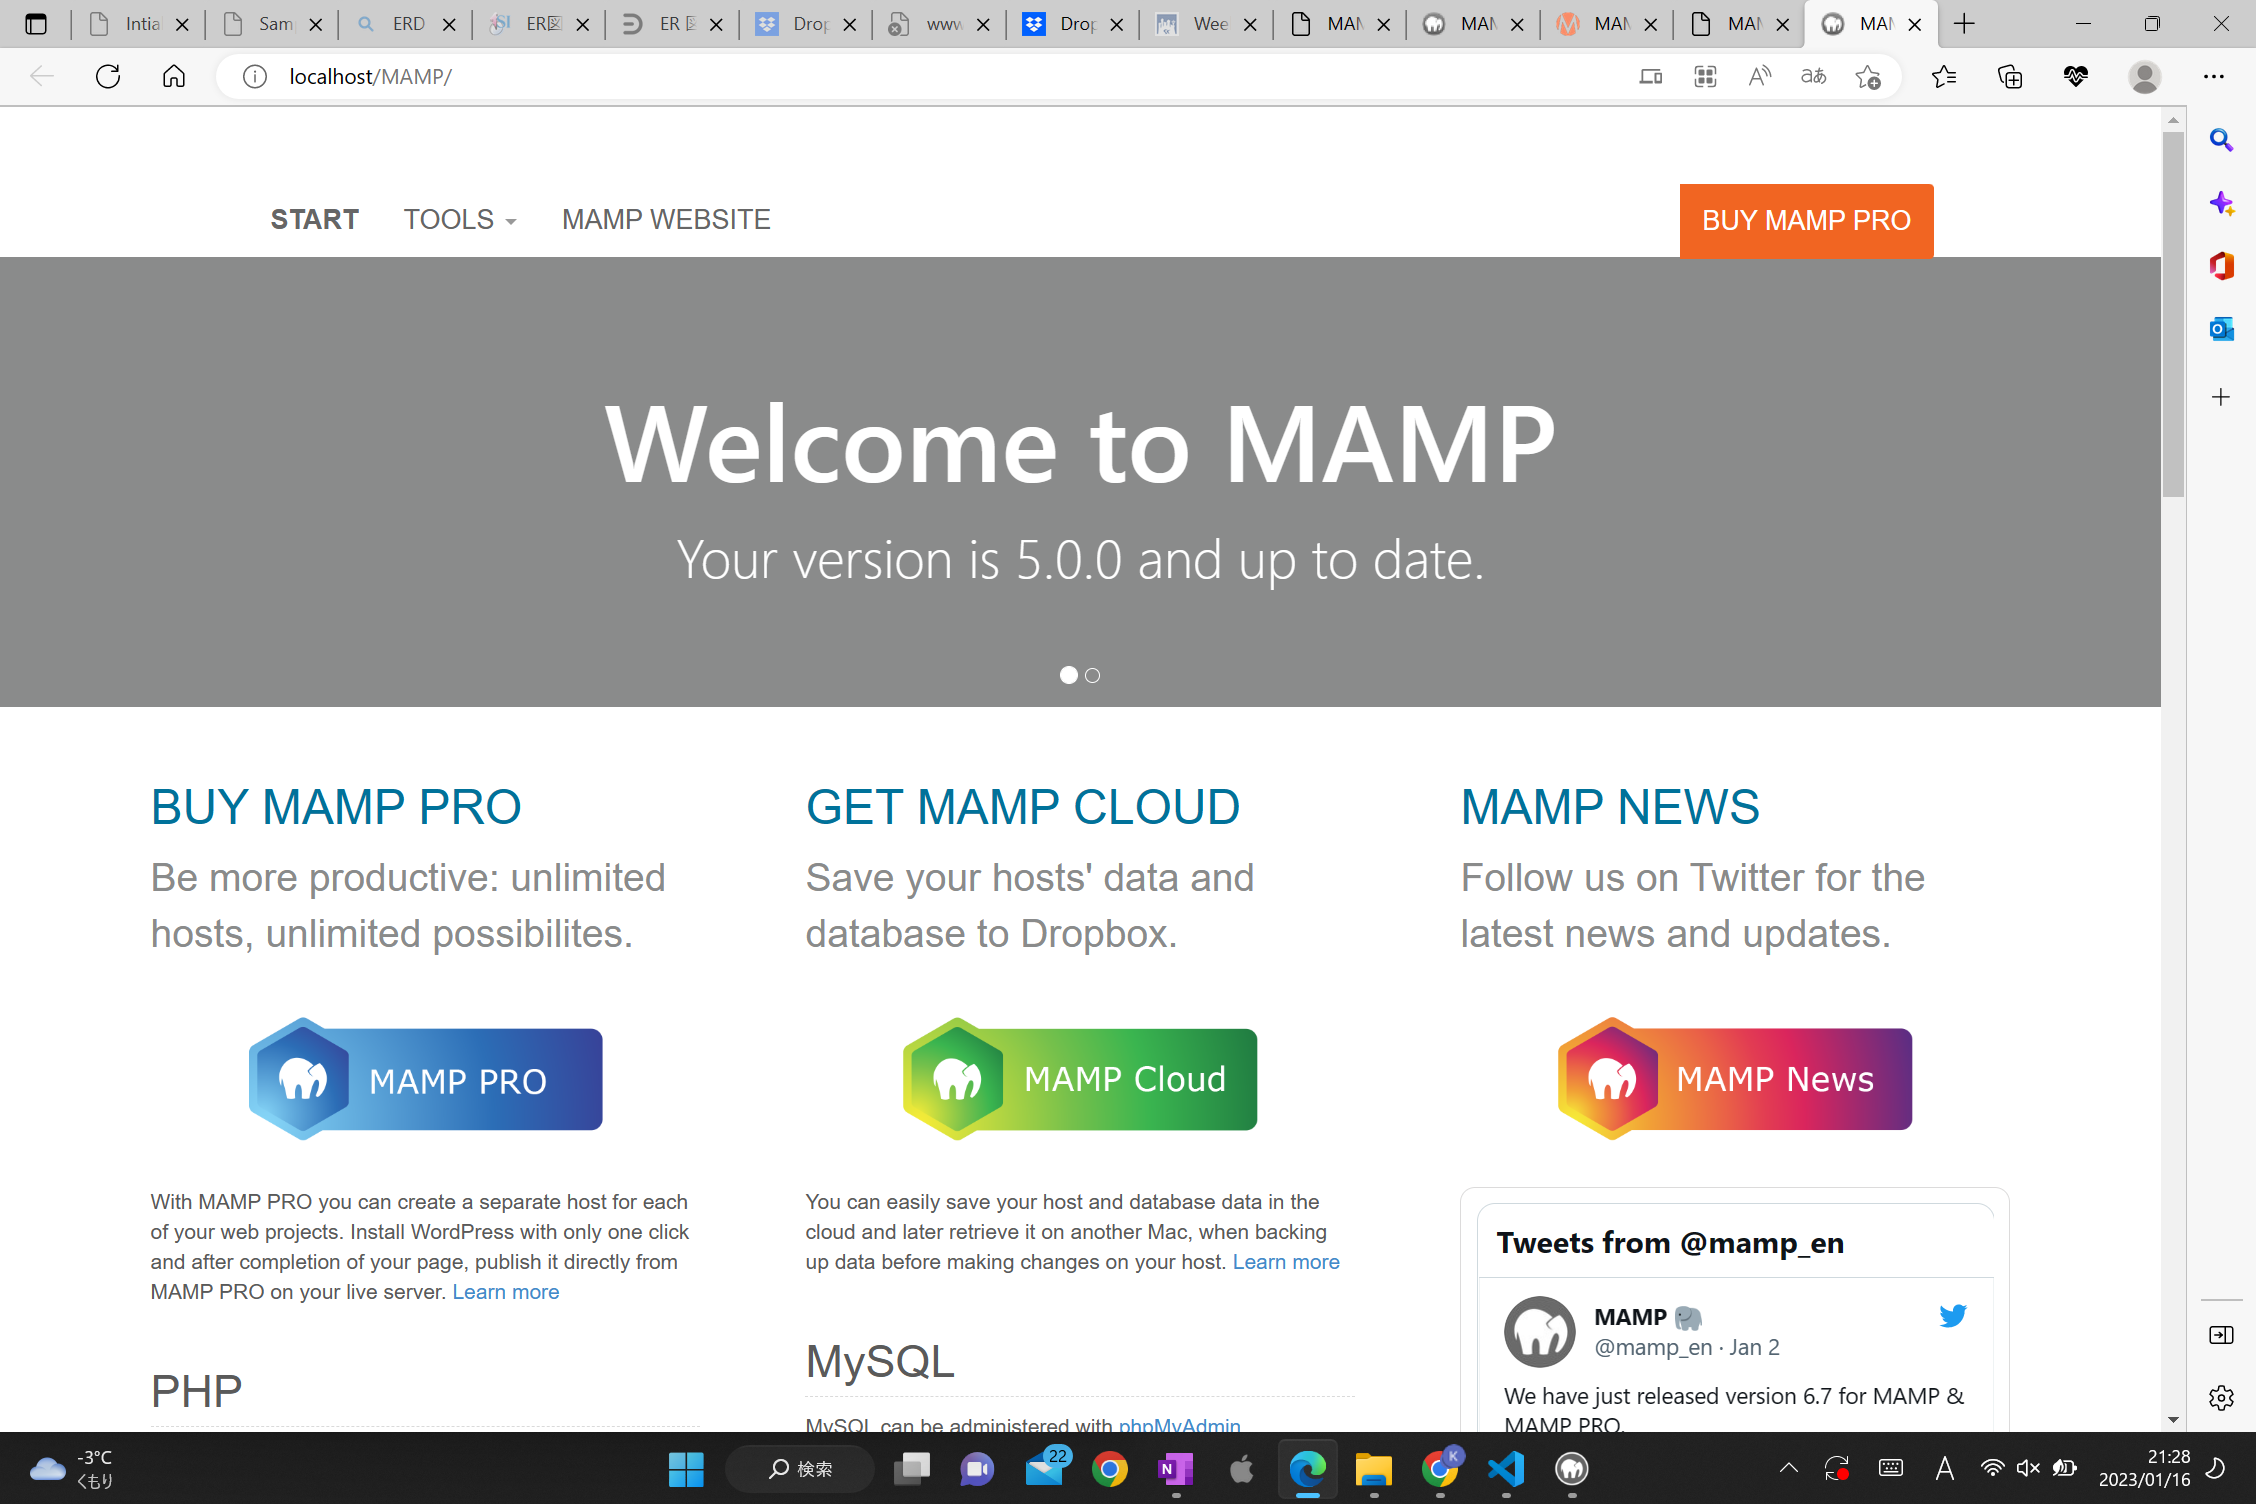 Intia
Sam
ERD
ER図
ER 図
Drop
www
Drop
Wee
MAM
MAM
MAM
MAM
MAM
localhost/MAMP/
START TOOLS MAMP WEBSITE BUY MAMP PRO
Welcome to MAMP
Your version is 5.0.0 and up to date.
BUY MAMP PRO
Be more productive: unlimited
hosts, unlimited possibilites.
MAMP PRO
With MAMP PRO you can create a separate host for each
of your web projects. Install WordPress with only one click
and after completion of your page, publish it directly from
MAMP PRO on your live server. Learn more
PHP
GET MAMP CLOUD
Save your hosts' data and
database to Dropbox.
MAMP Cloud
You can easily save your host and database data in the
cloud and later retrieve it on another Mac, when backing
up data before making changes on your host. Learn more
MySQL
MySQL can be administered with phpMyAdmin
MAMP NEWS
Follow us on Twitter for the
latest news and updates.
MAMP News
Tweets from @mamp_en
MAMP 🐘
@mamp_en · Jan 2
We have just released version 6.7 for MAMP &
MAMP PRO.
-3°C
くもり
検索
22
K
A
21:28
2023/01/16